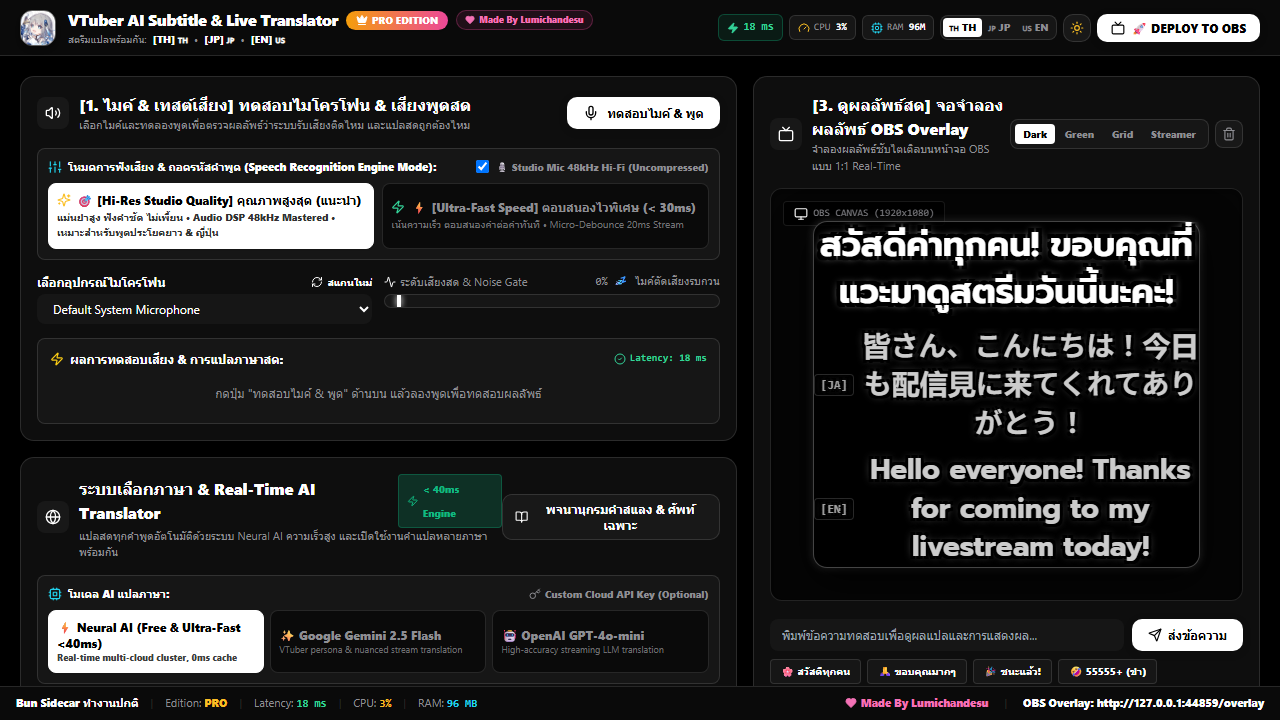 VTuber AI Subtitle & Live Translator
PRO EDITION
Made By Lumichandesu
สตรีมแปลพร้อมกัน: [TH] TH • [JP] JP • [EN] US
18 ms
CPU 3%
RAM 96M
TH TH
JP JP
US EN
🚀 DEPLOY TO OBS
[1. ไมค์ & เทสต์เสียง] ทดสอบไมโครโฟน & เสียงพูดสด
เลือกไมค์และทดลองพูดเพื่อตรวจผลลัพธ์ว่าระบบรับเสียงติดไหม และแปลสดถูกต้องไหม
ทดสอบไมค์ & พูด
โหมดการฟังเสียง & ถอดรหัสคำพูด (Speech Recognition Engine Mode):
🎙️ Studio Mic 48kHz Hi-Fi (Uncompressed)
🎯 [Hi-Res Studio Quality] คุณภาพสูงสุด (แนะนำ)
แม่นยำสูง ฟังคำชัด ไม่เพี้ยน • Audio DSP 48kHz Mastered •
เหมาะสำหรับพูดประโยคยาว & ญี่ปุ่น
⚡ [Ultra-Fast Speed] ตอบสนองไวพิเศษ (< 30ms)
เน้นความเร็ว ตอบสนองคำต่อคำทันที • Micro-Debounce 20ms Stream
เลือกอุปกรณ์ไมโครโฟน
สแกนใหม่
Default System Microphone
ระดับเสียงสด & Noise Gate
0% 💤 ไมค์ตัดเสียงรบกวน
ผลการทดสอบเสียง & การแปลภาษาสด:
Latency: 18 ms
กดปุ่ม "ทดสอบไมค์ & พูด" ด้านบน แล้วลองพูดเพื่อทดสอบผลลัพธ์
ระบบเลือกภาษา & Real-Time AI
Translator
แปลสดทุกคำพูดอัตโนมัติด้วยระบบ Neural AI ความเร็วสูง และเปิดใช้งานคำแปลหลายภาษา
พร้อมกัน
< 40ms
Engine
พจนานุกรมคำสแลง & ศัพท์
เฉพาะ
โมเดล AI แปลภาษา:
Custom Cloud API Key (Optional)
⚡ Neural AI (Free & Ultra-Fast
<40ms)
Real-time multi-cloud cluster, 0ms cache
✨ Google Gemini 2.5 Flash
VTuber persona & nuanced stream translation
🤖 OpenAI GPT-4o-mini
High-accuracy streaming LLM translation
[3. ดูผลลัพธ์สด] จอจำลอง
ผลลัพธ์ OBS Overlay
จำลองผลลัพธ์ซับไตเติลบนหน้าจอ OBS
แบบ 1:1 Real-Time
Dark
Green
Grid
Streamer
OBS CANVAS (1920x1080)
สวัสดีค่าทุกคน! ขอบคุณที่
แวะมาดูสตรีมวันนี้นะคะ!
[JA]
皆さん、こんにちは！今日
も配信見に来てくれてあり
がとう！
[EN]
Hello everyone! Thanks
for coming to my
livestream today!
พิมพ์ข้อความทดสอบเพื่อดูผลแปลและการแสดงผล...
ส่งข้อความ
🌸 สวัสดีทุกคน
🙏 ขอบคุณมากๆ
🎉 ชนะแล้ว!
🤣 55555+ (ขำ)
Bun Sidecar ทำงานปกติ
Edition: PRO
Latency: 18 ms
CPU: 3%
RAM: 96 MB
Made By Lumichandesu
OBS Overlay: http://127.0.0.1:44859/overlay